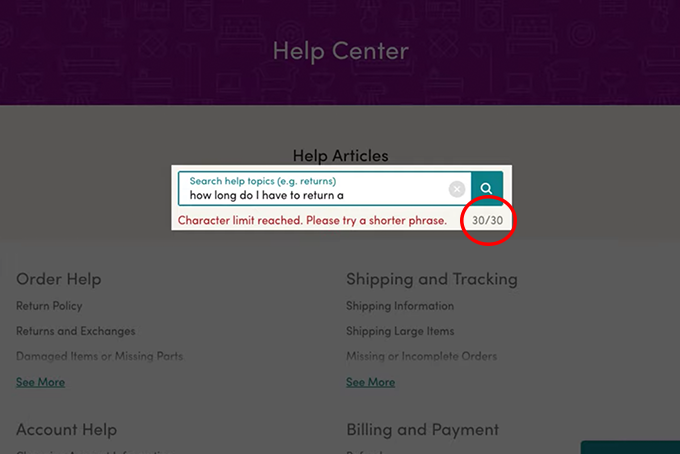 Help Center
Help Articles
Search help topics (e.g. returns)
how long do I have to return a
Character limit reached. Please try a shorter phrase.
30/30
Order Help
Shipping and Tracking
Return Policy
Shipping Information
Returns and Exchanges
Shipping Large Items
Damaged Items or Missing Parts
Missing or Incomplete Orders
See More
See More
Account Help
Billing and Payment